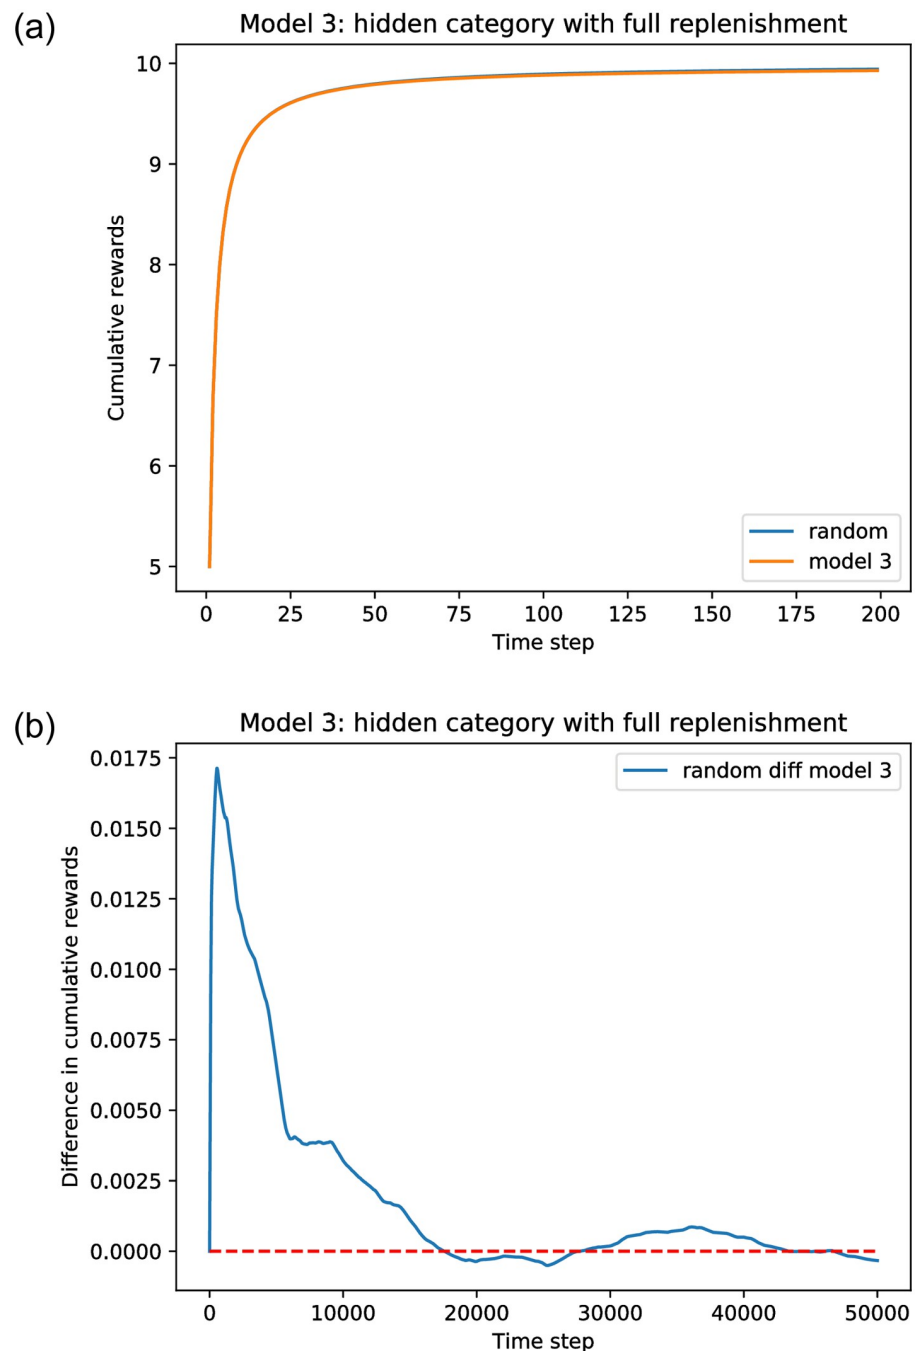 (a)
Model 3: hidden category with full replenishment
10
9
8
7
6
5
Cumulative rewards
random
model 3
0 25 50 75 100 125 150 175 200
Time step
(b)
Model 3: hidden category with full replenishment
0.0175
0.0150
0.0125
0.0100
0.0075
0.0050
0.0025
0.0000
Difference in cumulative rewards
random diff model 3
0 10000 20000 30000 40000 50000
Time step